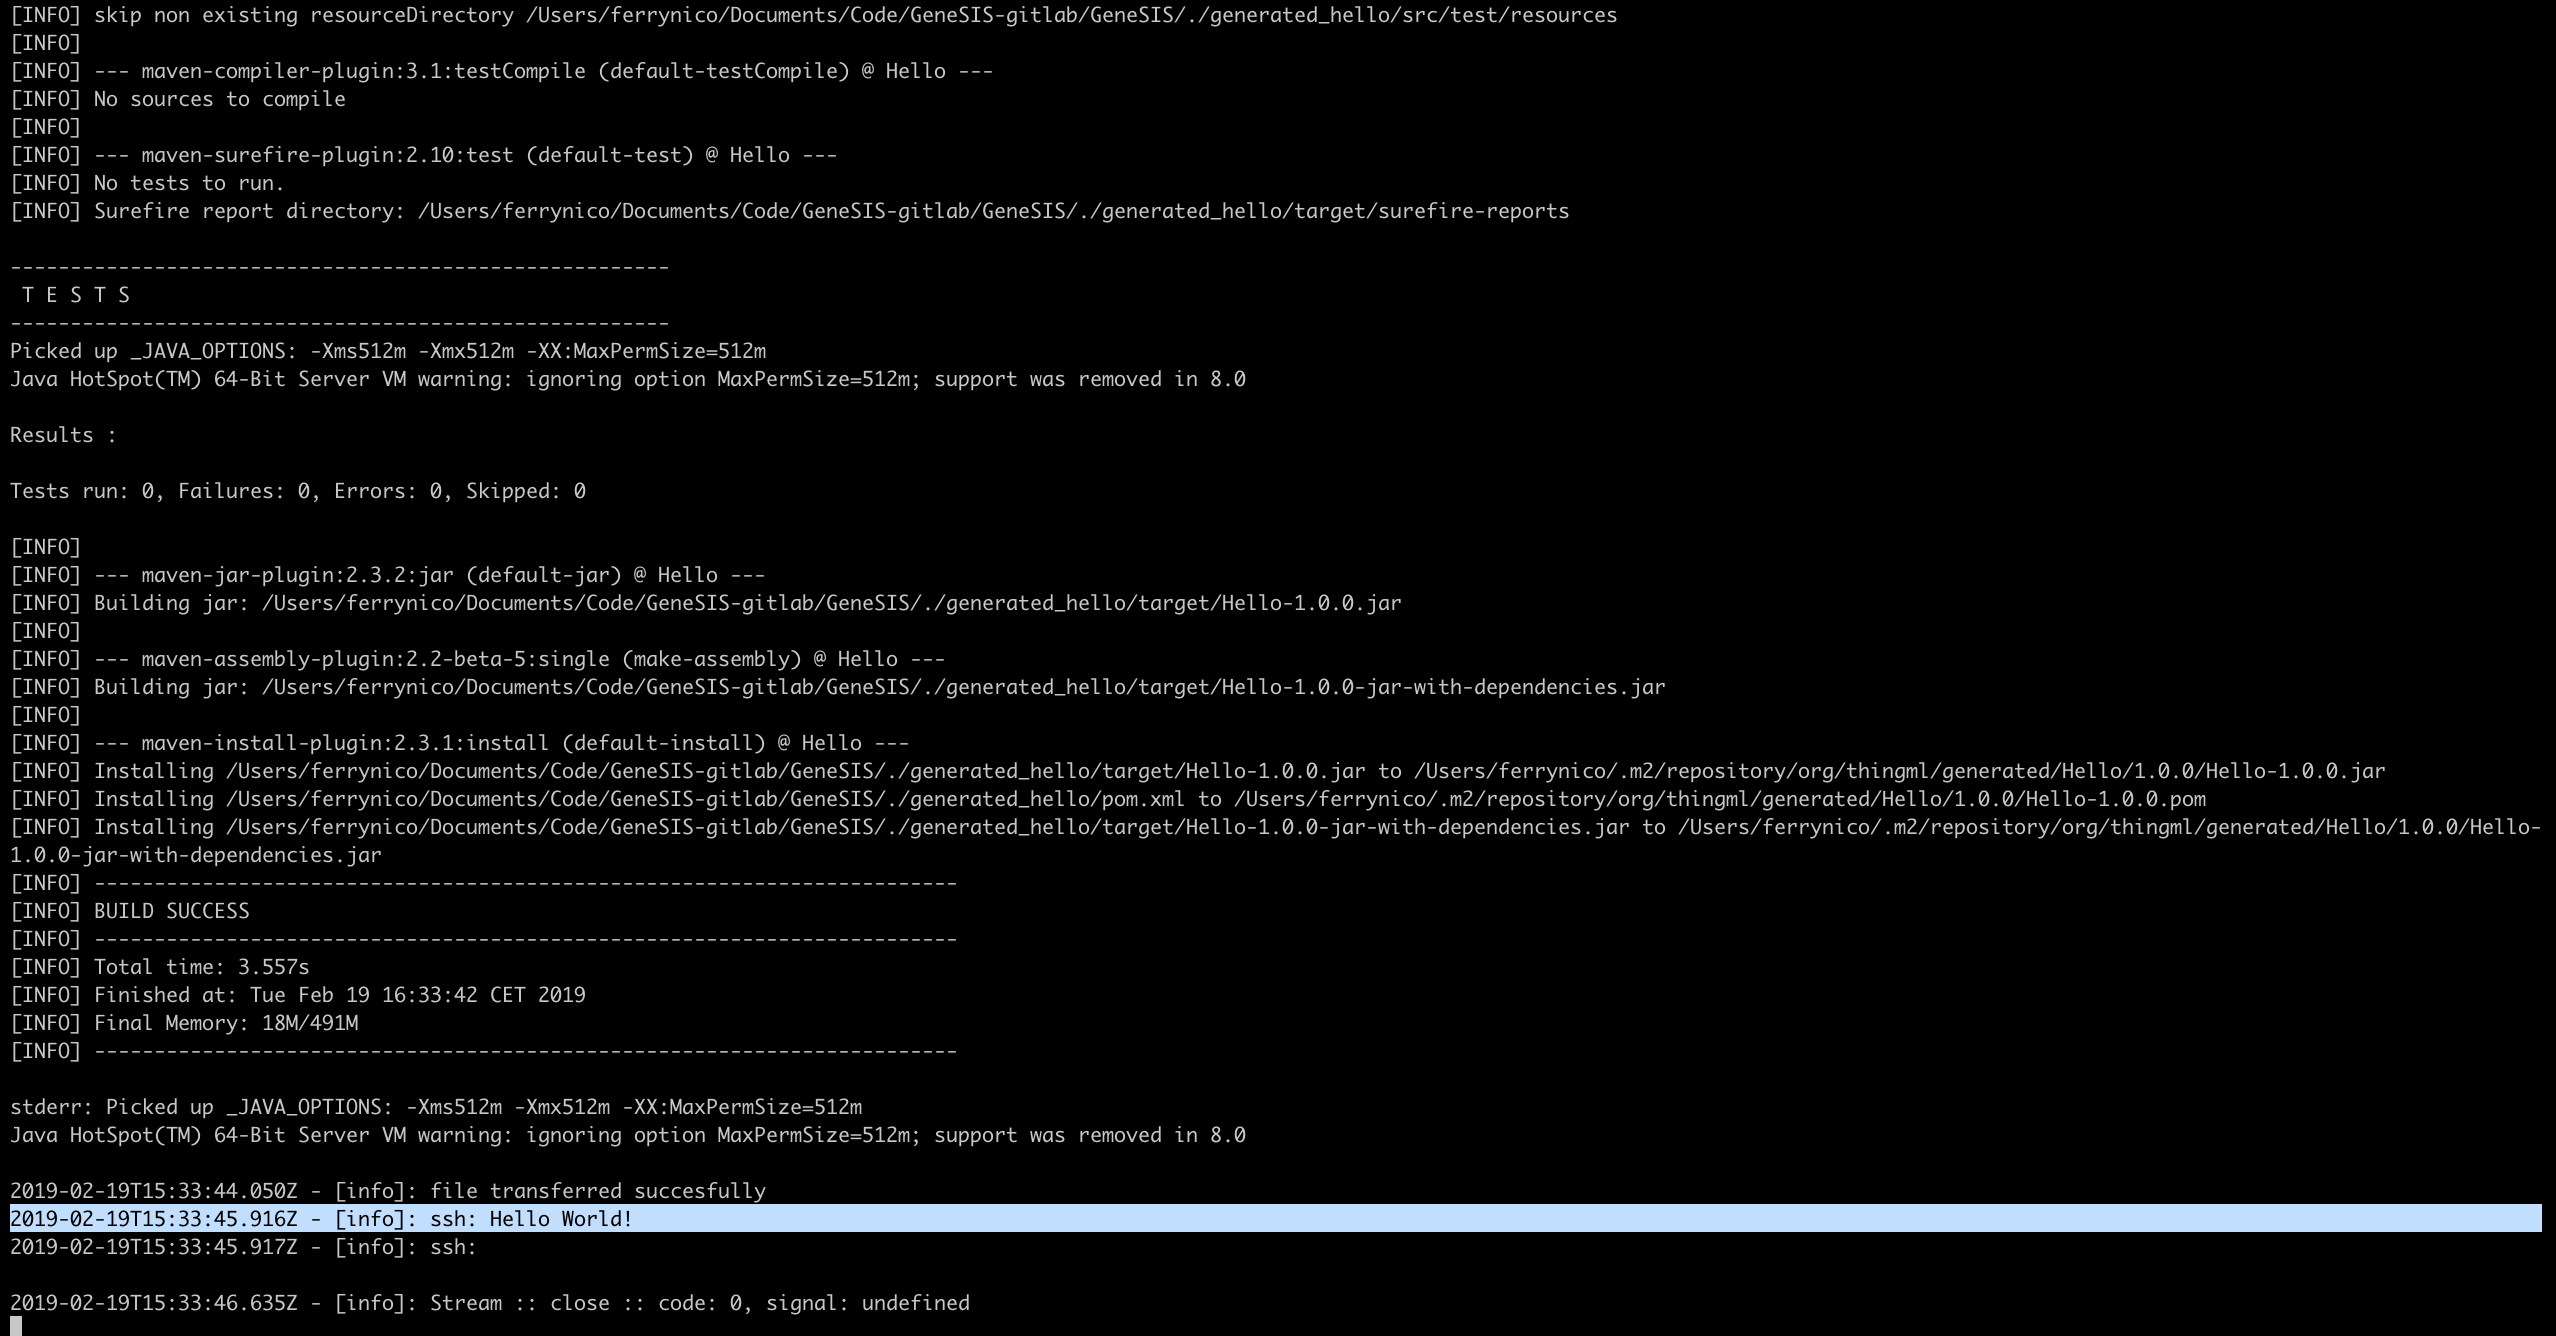 [INFO] skip non existing resourceDirectory /Users/ferrynico/Documents/Code/GeneSIS-gitlab/GeneSIS/./generated_hello/src/test/resources
[INFO]
[INFO] --- maven-compiler-plugin:3.1:testCompile (default-testCompile) @ Hello ---
[INFO] No sources to compile
[INFO]
[INFO] --- maven-surefire-plugin:2.10:test (default-test) @ Hello ---
[INFO] No tests to run.
[INFO] Surefire report directory: /Users/ferrynico/Documents/Code/GeneSIS-gitlab/GeneSIS/./generated_hello/target/surefire-reports
-------------------------------------------------------
 T E S T S
-------------------------------------------------------
Picked up _JAVA_OPTIONS: -Xms512m -Xmx512m -XX:MaxPermSize=512m
Java HotSpot(TM) 64-Bit Server VM warning: ignoring option MaxPermSize=512m; support was removed in 8.0
Results :
Tests run: 0, Failures: 0, Errors: 0, Skipped: 0
[INFO]
[INFO] --- maven-jar-plugin:2.3.2:jar (default-jar) @ Hello ---
[INFO] Building jar: /Users/ferrynico/Documents/Code/GeneSIS-gitlab/GeneSIS/./generated_hello/target/Hello-1.0.0.jar
[INFO]
[INFO] --- maven-assembly-plugin:2.2-beta-5:single (make-assembly) @ Hello ---
[INFO] Building jar: /Users/ferrynico/Documents/Code/GeneSIS-gitlab/GeneSIS/./generated_hello/target/Hello-1.0.0-jar-with-dependencies.jar
[INFO]
[INFO] --- maven-install-plugin:2.3.1:install (default-install) @ Hello ---
[INFO] Installing /Users/ferrynico/Documents/Code/GeneSIS-gitlab/GeneSIS/./generated_hello/target/Hello-1.0.0.jar to /Users/ferrynico/.m2/repository/org/thingml/generated/Hello/1.0.0/Hello-1.0.0.jar
[INFO] Installing /Users/ferrynico/Documents/Code/GeneSIS-gitlab/GeneSIS/./generated_hello/pom.xml to /Users/ferrynico/.m2/repository/org/thingml/generated/Hello/1.0.0/Hello-1.0.0.pom
[INFO] Installing /Users/ferrynico/Documents/Code/GeneSIS-gitlab/GeneSIS/./generated_hello/target/Hello-1.0.0-jar-with-dependencies.jar to /Users/ferrynico/.m2/repository/org/thingml/generated/Hello/1.0.0/Hello-
1.0.0-jar-with-dependencies.jar
[INFO] ------------------------------------------------------------------------
[INFO] BUILD SUCCESS
[INFO] ------------------------------------------------------------------------
[INFO] Total time: 3.557s
[INFO] Finished at: Tue Feb 19 16:33:42 CET 2019
[INFO] Final Memory: 18M/491M
[INFO] ------------------------------------------------------------------------
stderr: Picked up _JAVA_OPTIONS: -Xms512m -Xmx512m -XX:MaxPermSize=512m
Java HotSpot(TM) 64-Bit Server VM warning: ignoring option MaxPermSize=512m; support was removed in 8.0
2019-02-19T15:33:44.050Z - [info]: file transferred succesfully
2019-02-19T15:33:45.916Z - [info]: ssh: Hello World!
2019-02-19T15:33:45.917Z - [info]: ssh:
2019-02-19T15:33:46.635Z - [info]: Stream :: close :: code: 0, signal: undefined